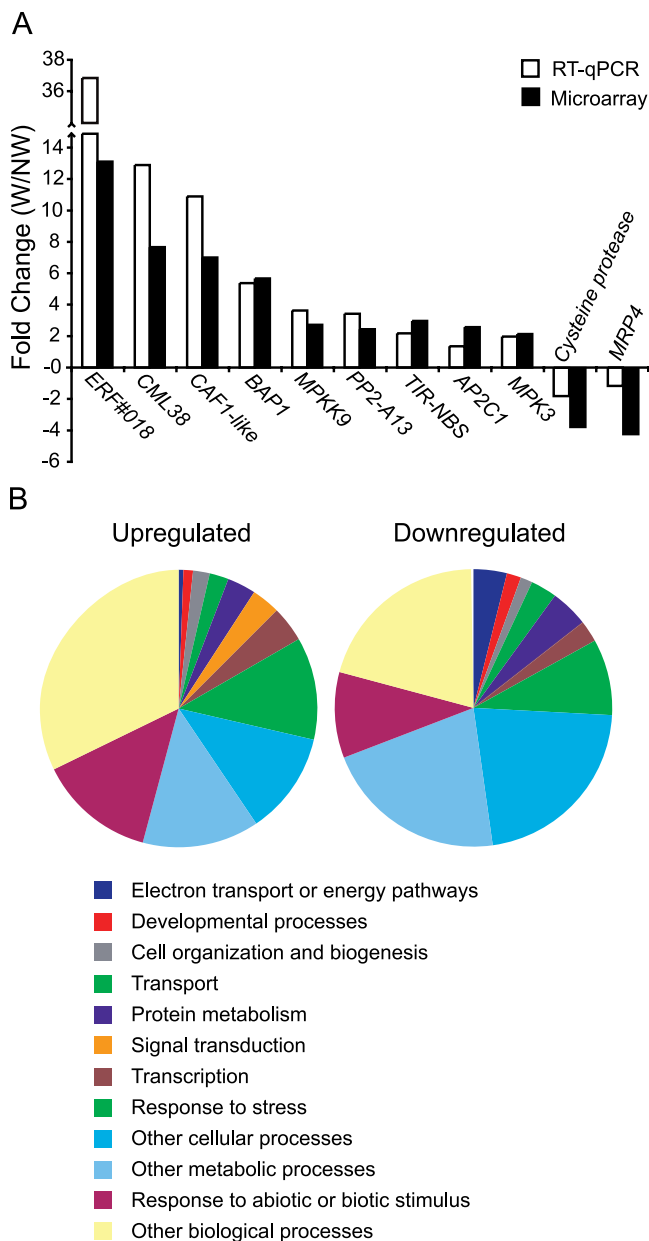 A
38
36
14
12
10
8
6
4
2
-0
-2
-4
-6
Fold Change (W/NW)
RT-qPCR
Microarray
ERF#018
CML38
CAF1-like
BAP1
MPKK9
PP2-A13
TIR-NBS
AP2C1
MPK3
Cysteine protease
MRP4
B
Upregulated
Downregulated
Electron transport or energy pathways
Developmental processes
Cell organization and biogenesis
Transport
Protein metabolism
Signal transduction
Transcription
Response to stress
Other cellular processes
Other metabolic processes
Response to abiotic or biotic stimulus
Other biological processes